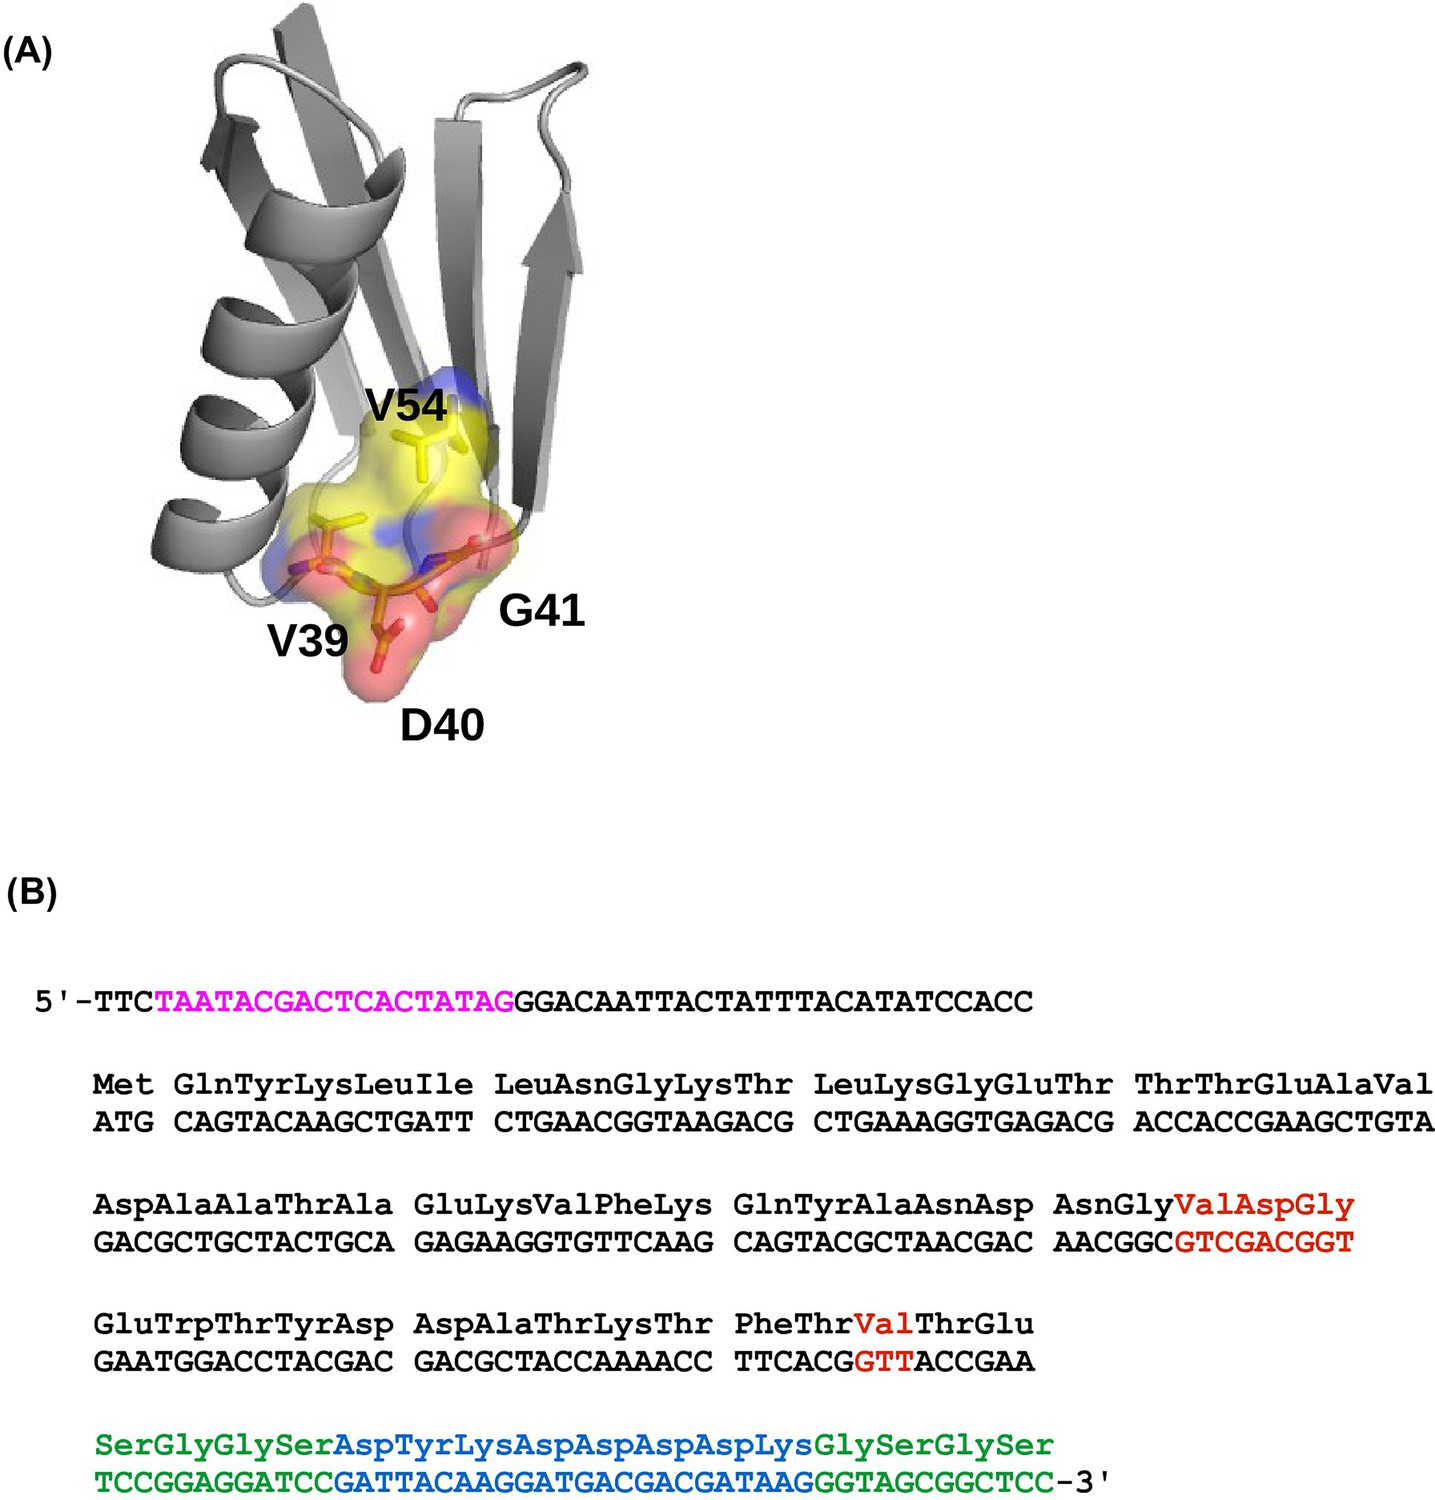 (A)
V54
G41
V39
D40
(B)
5'-TTCTAATACGACTCACTATAGGGACAATTACTATTTACATATCCACC
Met GlnTyrLysLeuIle LeuAsnGlyLysThr LeuLysGlyGluThr ThrThrGluAlaVal
ATG CAGTACAAGCTGATT CTGAACGGTAAGACG CTGAAAGGTGAGACG ACCACCGAAGCTGTA
AspAlaAlaThrAla GluLysValPheLys GlnTyrAlaAsnAsp AsnGlyValAspGly
GACGCTGCTACTGCA GAGAAGGTGTTCAAG CAGTACGCTAACGAC AACGGCGTCGACGGT
GluTrpThrTyrAsp AspAlaThrLysThr PheThrValThrGlu
GAATGGACCTACGAC GACGCTACCAAAACC TTCACGGTTACCGAA
SerGlyGlySerAspTyrLysAspAspAspAspLysGlySerGlySer
TCCGGAGGATCCGATTACAAGGATGACGACGATAAGGGTAGCGGCTCC-3'